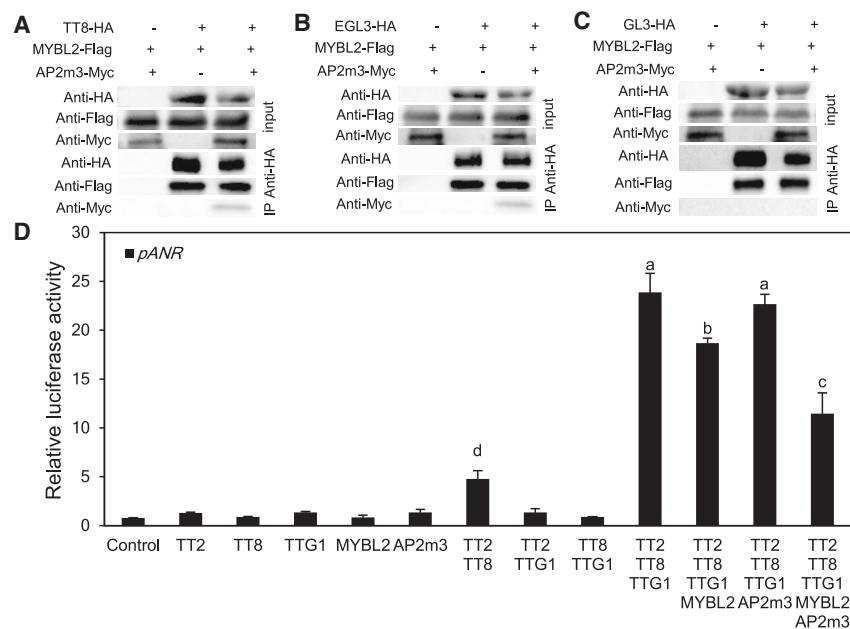 A
TT8-HA - + +
MYBL2-Flag + + +
AP2m3-Myc + - +
Anti-HA
Anti-Flag
Anti-Myc
input
Anti-HA
Anti-Flag
Anti-Myc
IP Anti-HA
B
EGL3-HA - + +
MYBL2-Flag + + +
AP2m3-Myc + - +
Anti-HA
Anti-Flag
Anti-Myc
input
Anti-HA
Anti-Flag
Anti-Myc
IP Anti-HA
C
GL3-HA - + +
MYBL2-Flag + + +
AP2m3-Myc + - +
Anti-HA
Anti-Flag
Anti-Myc
input
Anti-HA
Anti-Flag
Anti-Myc
IP Anti-HA
D
Relative luciferase activity
30
25
20
15
10
5
0
pANR
d
a
b
a
c
Control TT2 TT8 TTG1 MYBL2 AP2m3 TT2 TT2 TT8 TT2 TT2 TT2 TT2
TT8 TTG1 TTG1 TT8 TT8 TT8 TT8
TTG1 TTG1 TTG1 TTG1
MYBL2 AP2m3 MYBL2
AP2m3